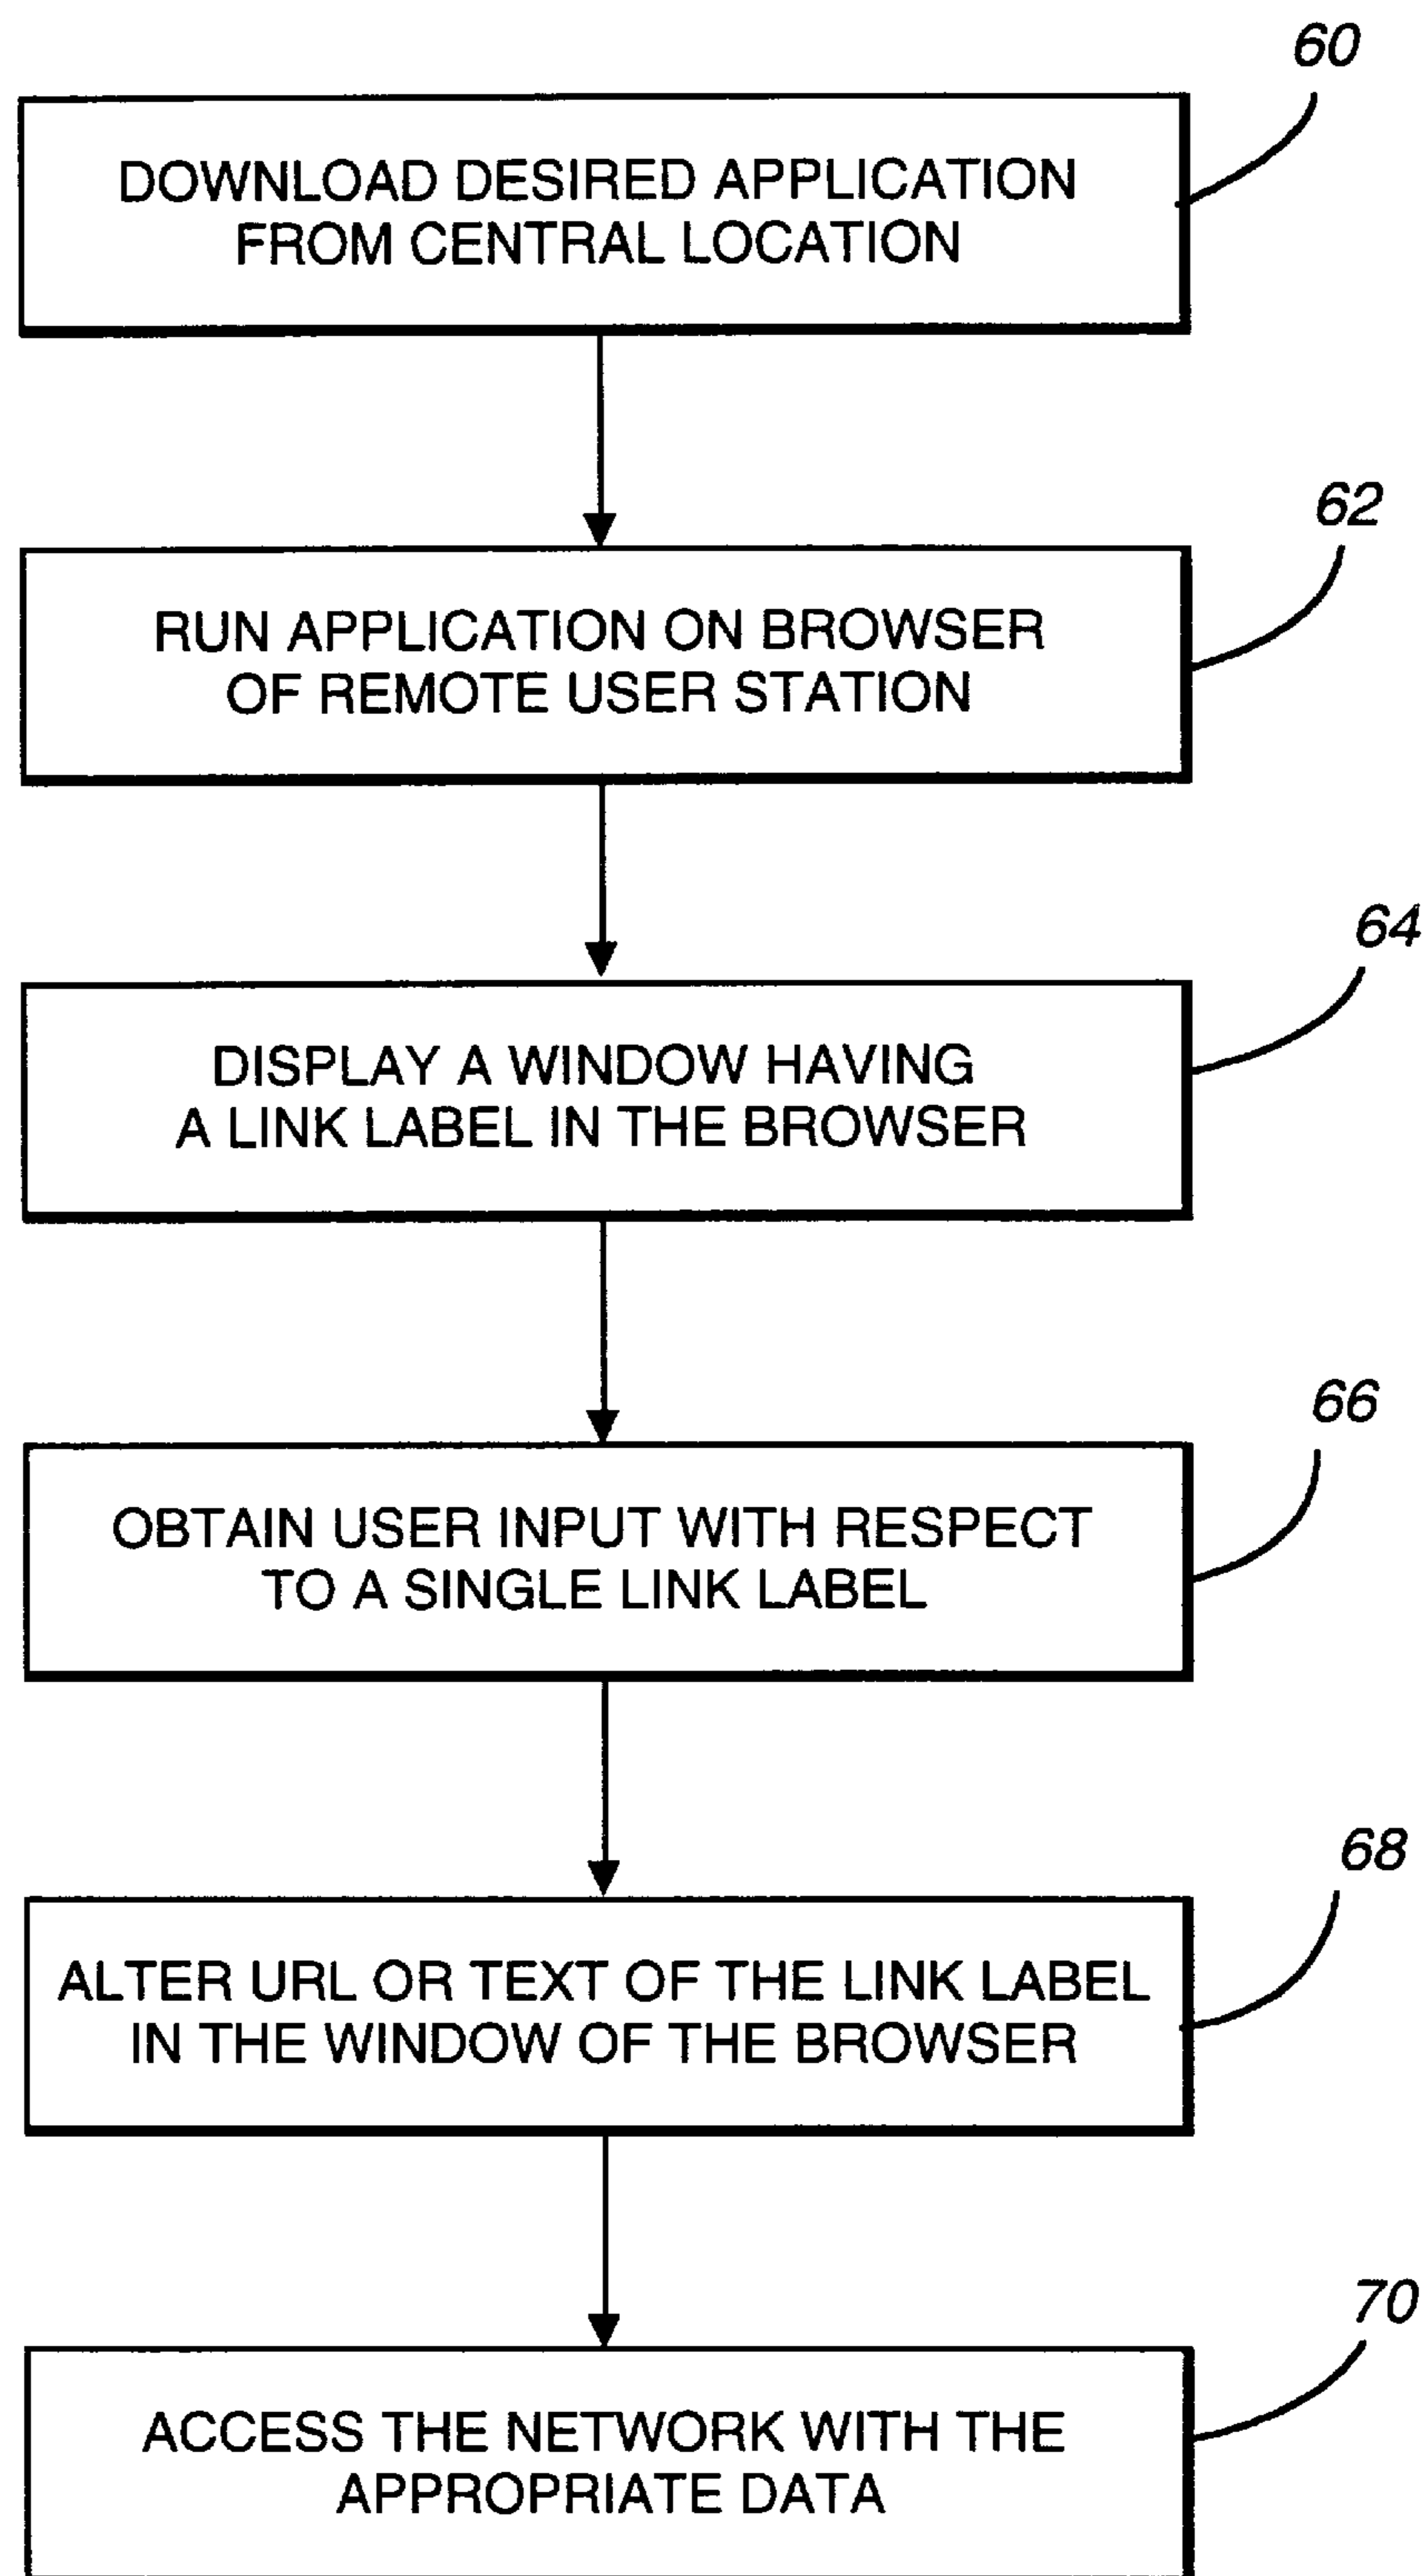 60
DOWNLOAD DESIRED APPLICATION
FROM CENTRAL LOCATION
62
RUN APPLICATION ON BROWSER
OF REMOTE USER STATION
64
DISPLAY A WINDOW HAVING
A LINK LABEL IN THE BROWSER
66
OBTAIN USER INPUT WITH RESPECT
TO A SINGLE LINK LABEL
68
ALTER URL OR TEXT OF THE LINK LABEL
IN THE WINDOW OF THE BROWSER
70
ACCESS THE NETWORK WITH THE
APPROPRIATE DATA